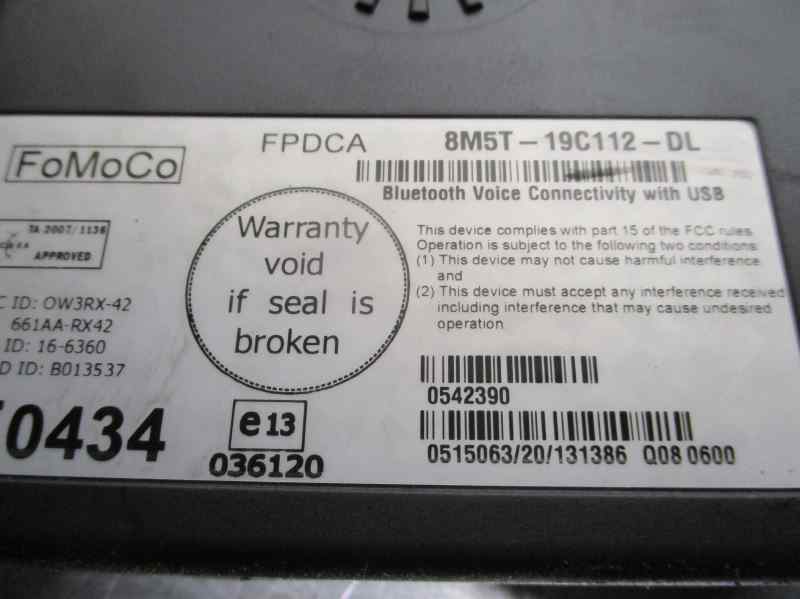 FoMoCo
FPDCA
8M5T-19C112-DL
Bluetooth Voice Connectivity with USB
TA 2007/1136
APPROVED
C ID: OW3RX-42
661AA-RX42
ID: 16-6360
D ID: B013537
0434
Warranty
void
if seal is
broken
e13
036120
This device complies with part 15 of the FCC rules
Operation is subject to the following two conditions
(1) This device may not cause harmful interference
and
(2) This device must accept any interference received
including interference that may cause undesired
operation
0542390
0515063/20/131386 Q08 0600